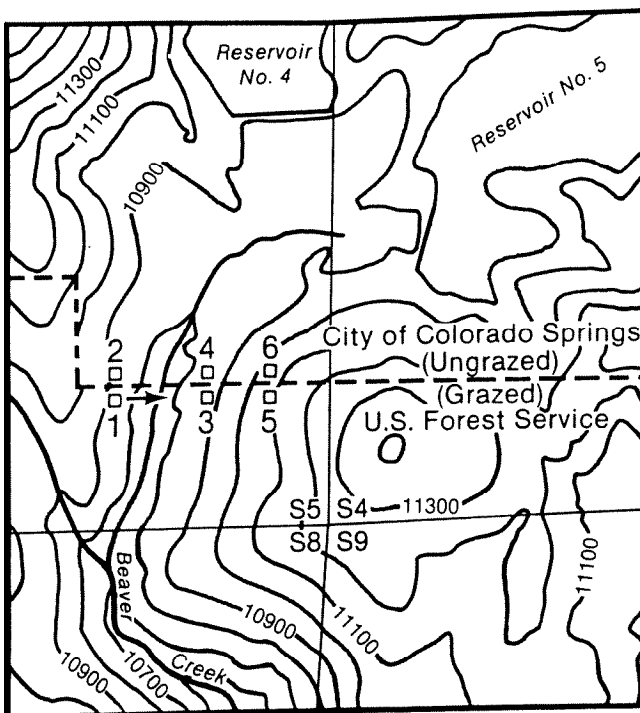 Reservoir
No. 4
Reservoir No. 5
11300
11100
10900
2
4
6
1
3
5
City of Colorado Springs
(Ungrazed)
(Grazed)
U.S. Forest Service
S5 S4
11300
S8 S9
11100
Beaver
Creek
10900
11100
10900
10700